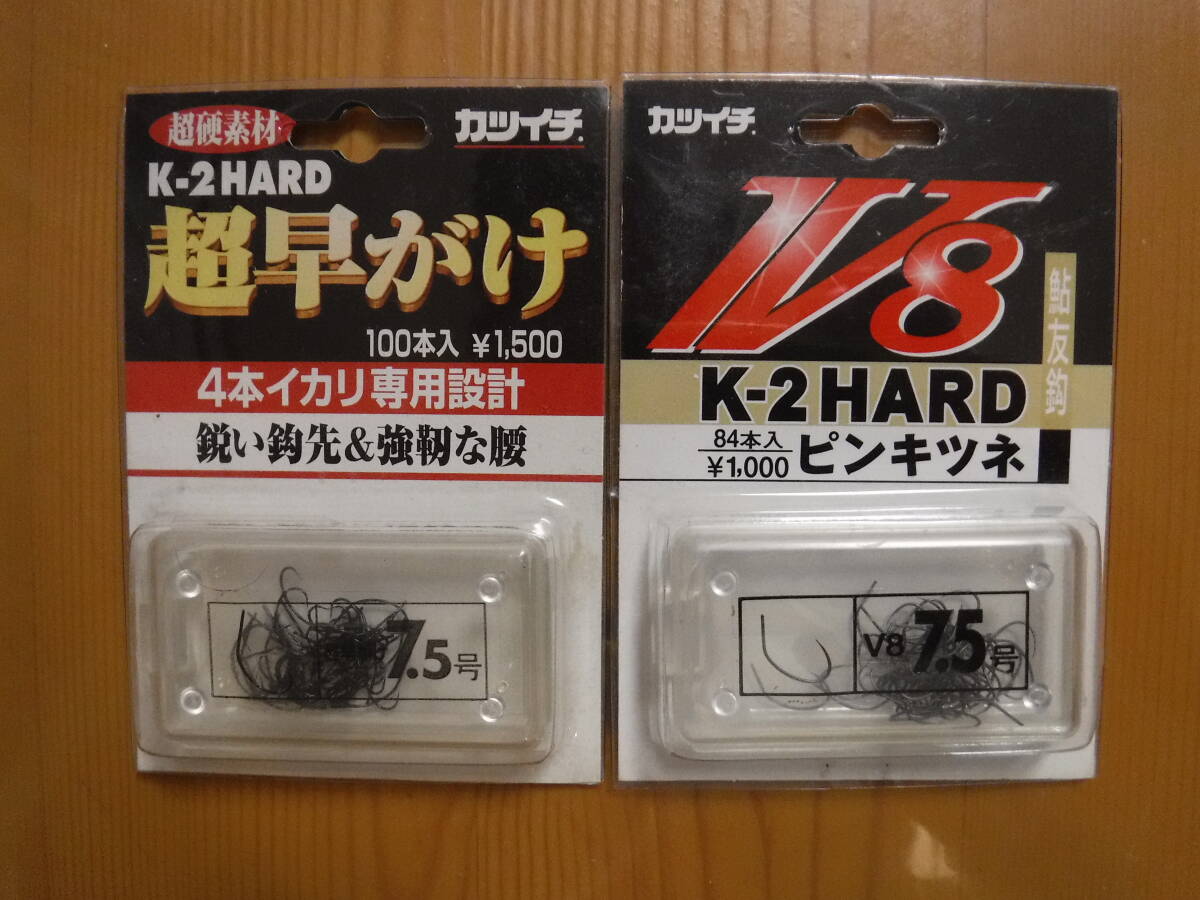 超硬素材
カツイチ
K-2 HARD
超早がけ
100本入 ¥1,500
4本イカリ専用設計
鋭い鈎先&強靭な腰
7.5号
カツイチ
V8
鮎友鈎
K-2 HARD
84本入
¥1,000
ピンキツネ
V8 7.5号